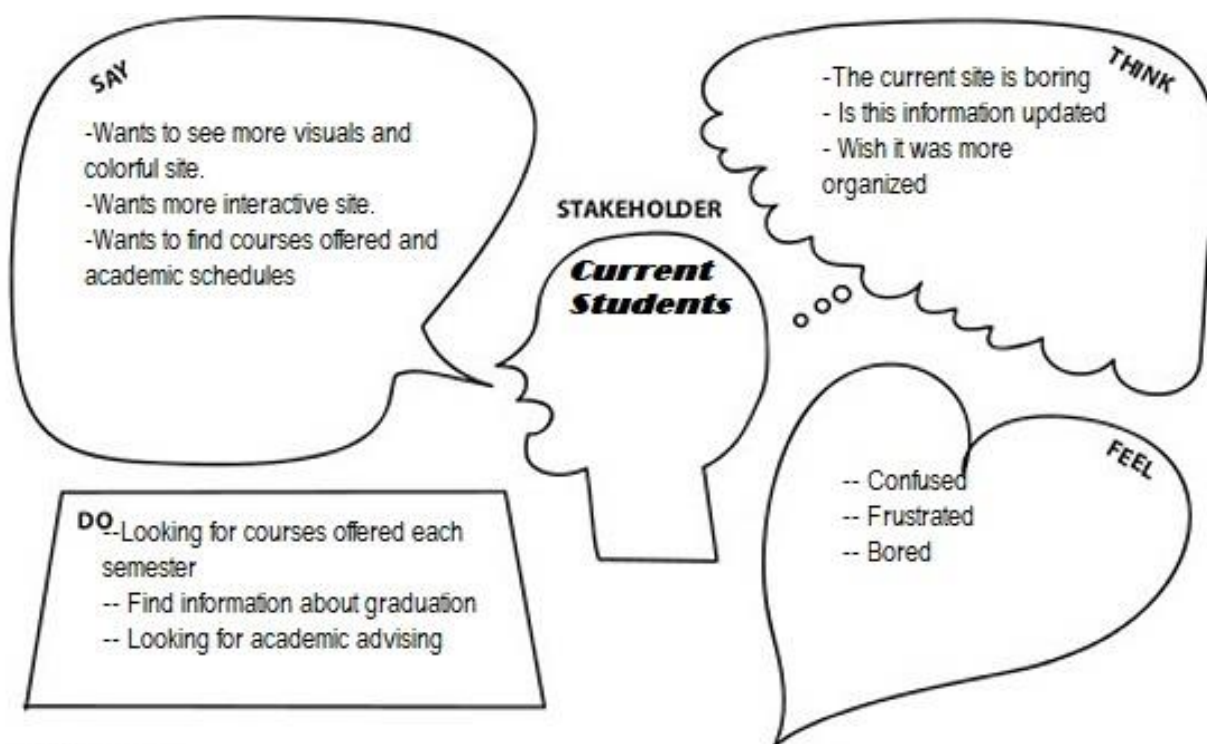 SAY
-Wants to see more visuals and
colorful site.
-Wants more interactive site.
-Wants to find courses offered and
academic schedules
THINK
-The current site is boring
- Is this information updated
- Wish it was more
organized
STAKEHOLDER
Current
Students
DO
--Looking for courses offered each
semester
-- Find information about graduation
-- Looking for academic advising
FEEL
-- Confused
-- Frustrated
-- Bored